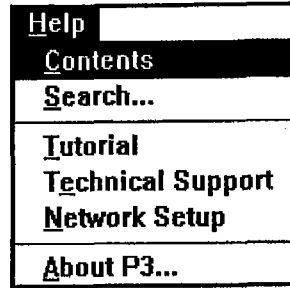 Help
Contents
Search...
Tutorial
Technical Support
Network Setup
About P3...